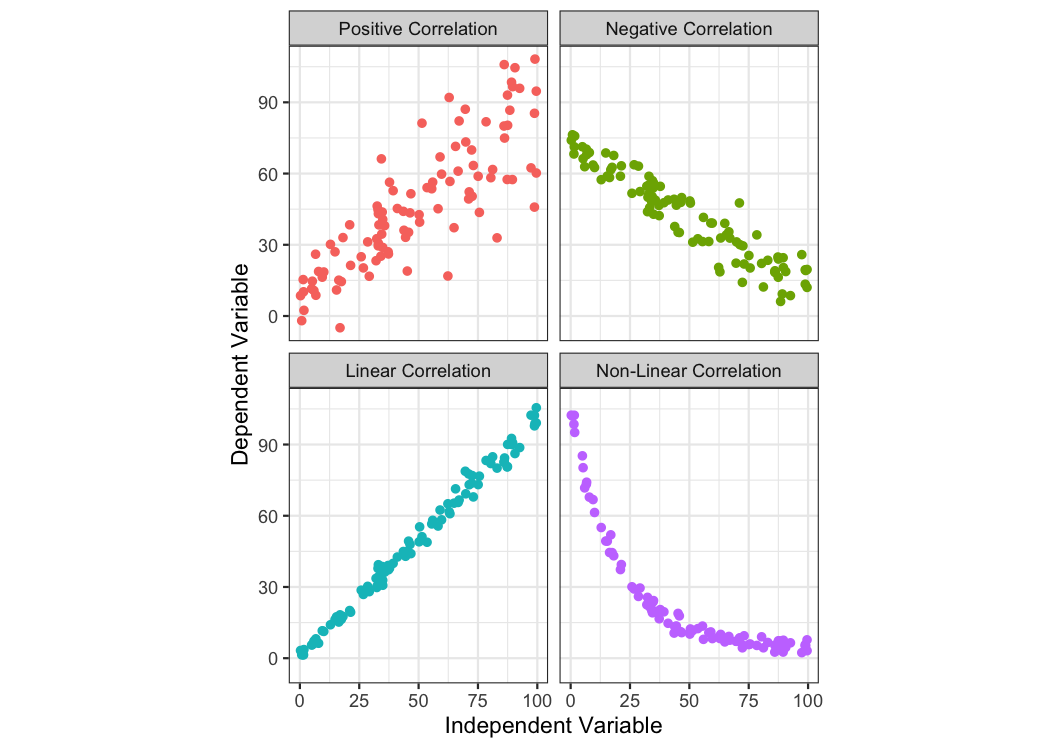 Positive Correlation
Negative Correlation
90
60
30
0
Dependent Variable
Linear Correlation
Non-Linear Correlation
90
60
30
0
0 25 50 75 100
0 25 50 75 100
Independent Variable